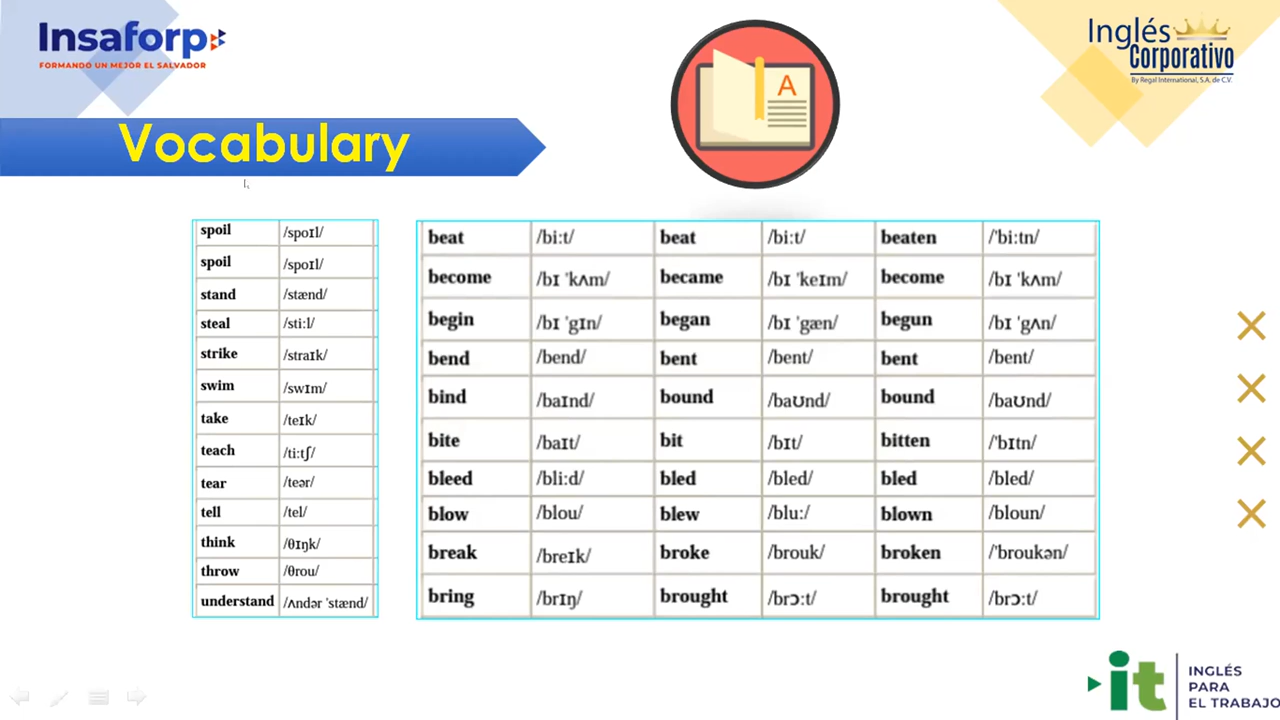 Insaforp
FORMANDO UN MEJOR EL SALVADOR
Inglés
Corporativo
By Regal International, S.A. de C.V.
A
Vocabulary
spoil /spoɪl/
spoil /spoɪl/
stand /stænd/
steal /sti:l/
strike /straɪk/
swim /swɪm/
take /teɪk/
teach /ti:tʃ/
tear /teər/
tell /tel/
think /θɪŋk/
throw /θrou/
understand /ʌndər ˈstænd/
beat /bi:t/ beat /bi:t/ beaten /ˈbi:tn/
become /bɪ ˈkʌm/ became /bɪ ˈkeɪm/ become /bɪ ˈkʌm/
begin /bɪ ˈgɪn/ began /bɪ ˈgæn/ begun /bɪ ˈgʌn/
bend /bend/ bent /bent/ bent /bent/
bind /baɪnd/ bound /baʊnd/ bound /baʊnd/
bite /baɪt/ bit /bɪt/ bitten /ˈbɪtn/
bleed /bli:d/ bled /bled/ bled /bled/
blow /blou/ blew /blu:/ blown /bloun/
break /breɪk/ broke /brouk/ broken /ˈbroukən/
bring /brɪŋ/ brought /brɔ:t/ brought /brɔ:t/
it
INGLÉS
PARA
EL TRABAJO